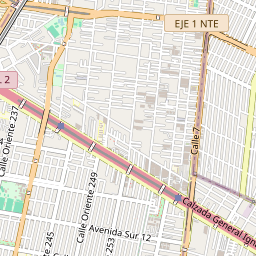 EJE 1 NTE
L 2
Calle Oriente 237
Calle 7
Calle Oriente 249
Calzada General Ign
Avenida Sur 12
Calle 245
253